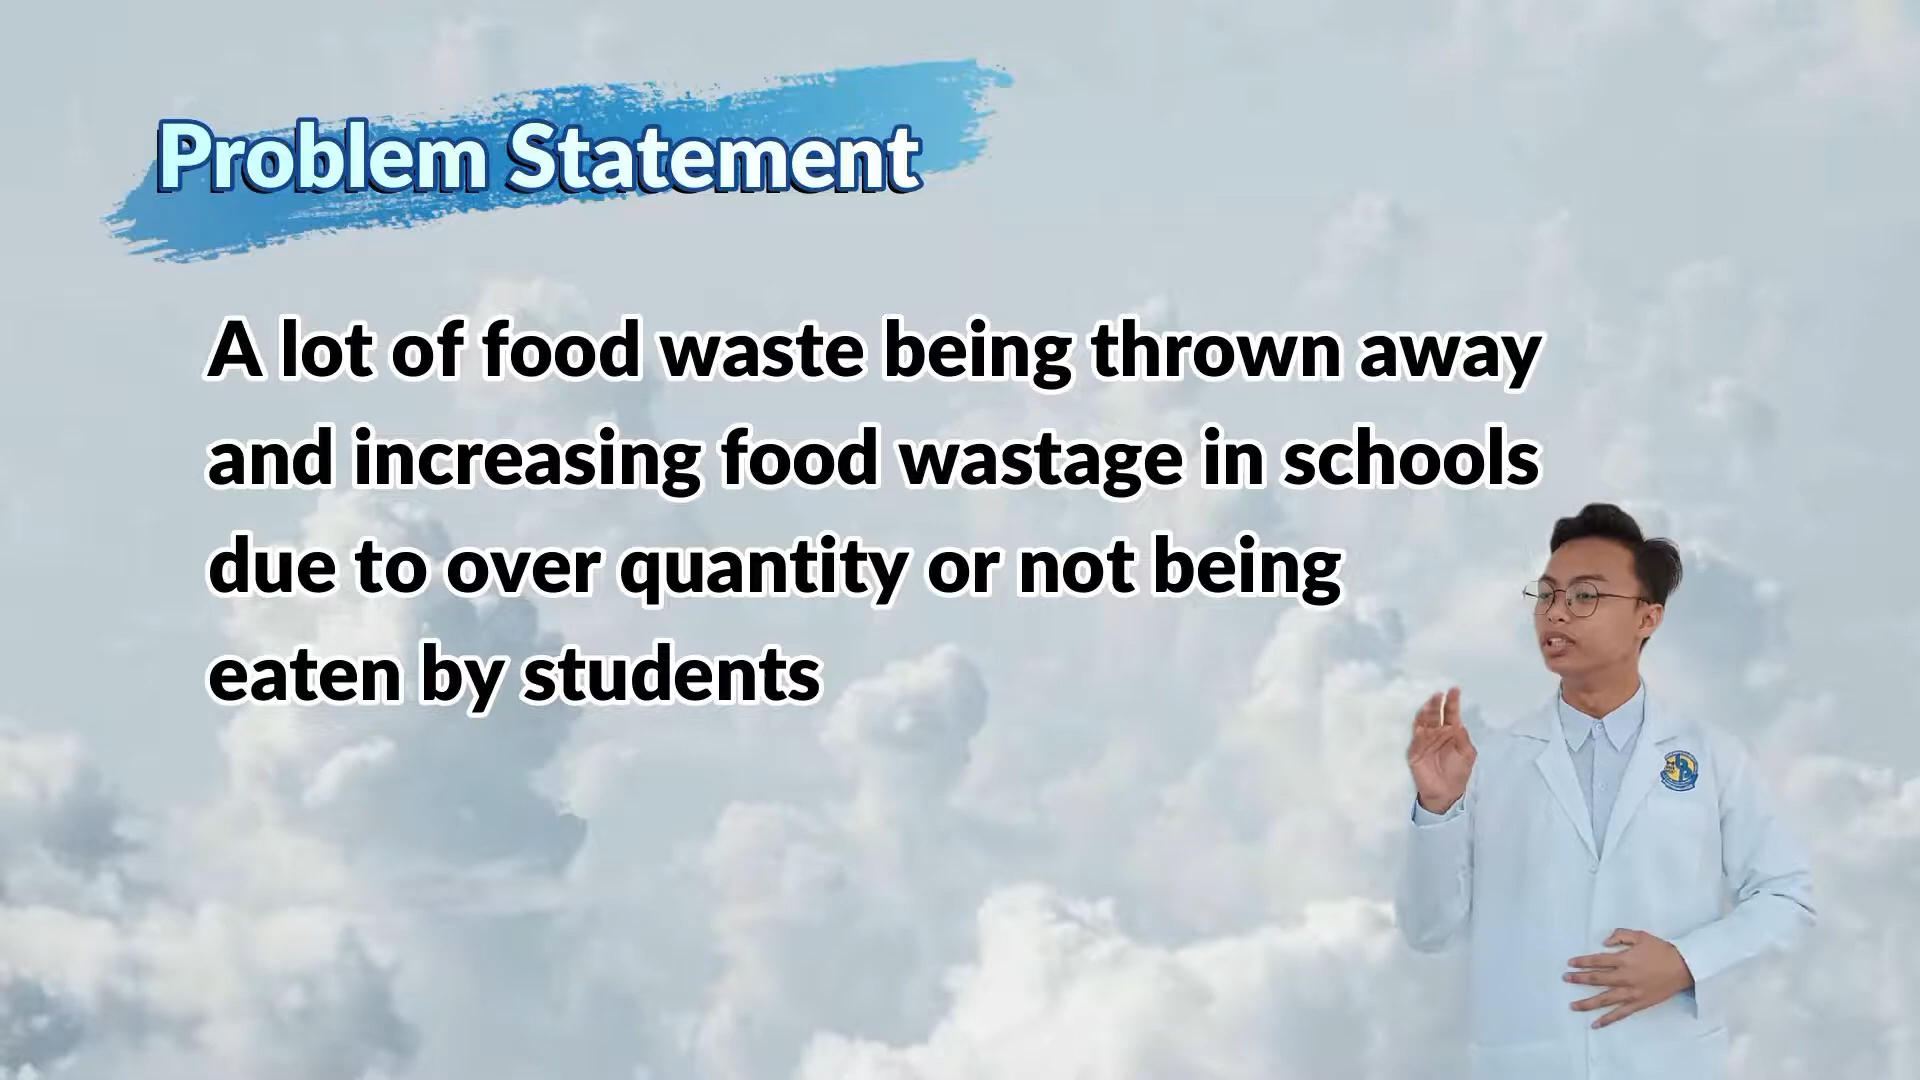 Problem Statement
A lot of food waste being thrown away
and increasing food wastage in schools
due to over quantity or not being
eaten by students